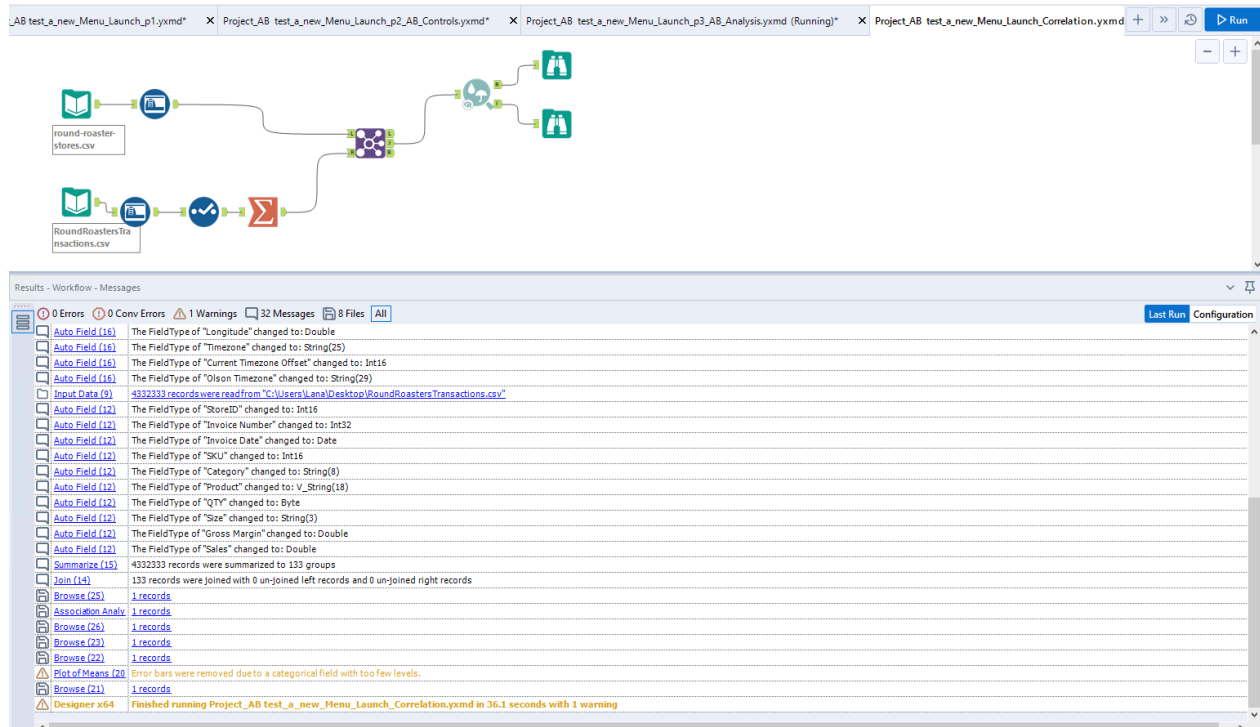 _AB test_a_new_Menu_Launch_p1.yxmd*
Project_AB test_a_new_Menu_Launch_p2_AB_Controls.yxmd*
Project_AB test_a_new_Menu_Launch_p3_AB_Analysis.yxmd (Running)*
Project_AB test_a_new_Menu_Launch_Correlation.yxmd
Run
round-roaster-
stores.csv
RoundRoastersTra
nsactions.csv
L
R
L
J
R
R
I
Results - Workflow - Messages
0 Errors 0 Conv Errors 1 Warnings 32 Messages 8 Files All
Last Run Configuration
Auto Field (16) The FieldType of "Longitude" changed to: Double
Auto Field (16) The FieldType of "Timezone" changed to: String(25)
Auto Field (16) The FieldType of "Current Timezone Offset" changed to: Int16
Auto Field (16) The FieldType of "Olson Timezone" changed to: String(29)
Input Data (9) 4332333 records were read from "C:\Users\Lana\Desktop\RoundRoastersTransactions.csv"
Auto Field (12) The FieldType of "StoreID" changed to: Int16
Auto Field (12) The FieldType of "Invoice Number" changed to: Int32
Auto Field (12) The FieldType of "Invoice Date" changed to: Date
Auto Field (12) The FieldType of "SKU" changed to: Int16
Auto Field (12) The FieldType of "Category" changed to: String(8)
Auto Field (12) The FieldType of "Product" changed to: V_String(18)
Auto Field (12) The FieldType of "QTY" changed to: Byte
Auto Field (12) The FieldType of "Size" changed to: String(3)
Auto Field (12) The FieldType of "Gross Margin" changed to: Double
Auto Field (12) The FieldType of "Sales" changed to: Double
Summarize (15) 4332333 records were summarized to 133 groups
Join (14) 133 records were joined with 0 un-joined left records and 0 un-joined right records
Browse (25) 1 records
Association Analy 1 records
Browse (26) 1 records
Browse (23) 1 records
Browse (22) 1 records
Plot of Means (20 Error bars were removed due to a categorical field with too few levels.
Browse (21) 1 records
Designer x64 Finished running Project_AB test_a_new_Menu_Launch_Correlation.yxmd in 36.1 seconds with 1 warning